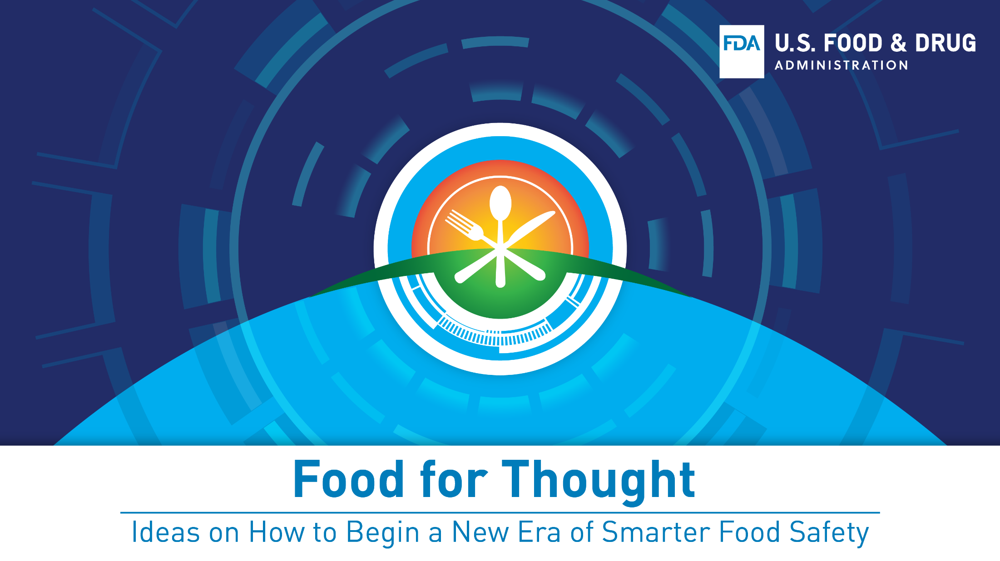 FDA
U.S. FOOD & DRUG
ADMINISTRATION
Food for Thought
Ideas on How to Begin a New Era of Smarter Food Safety